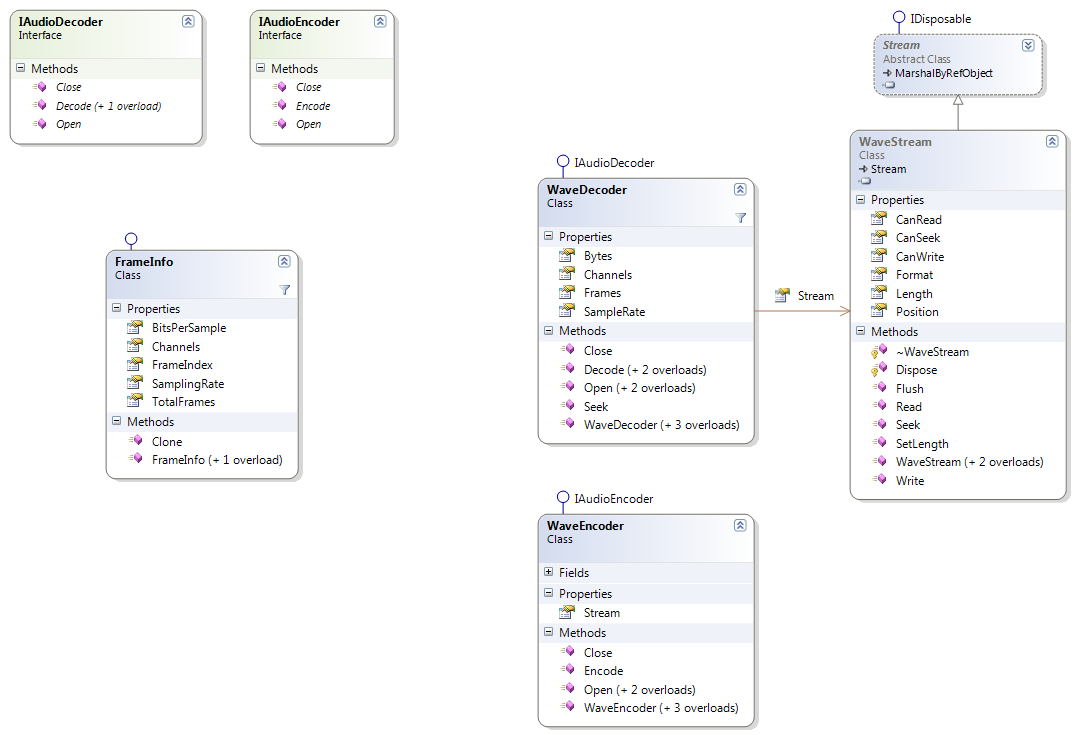 IAudioDecoder
Interface
Methods
Close
Decode (+ 1 overload)
Open
IAudioEncoder
Interface
Methods
Close
Encode
Open
FrameInfo
Class
Properties
BitsPerSample
Channels
FrameIndex
SamplingRate
TotalFrames
Methods
Clone
FrameInfo (+ 1 overload)
IAudioDecoder
WaveDecoder
Class
Properties
Bytes
Channels
Frames
SampleRate
Methods
Close
Decode (+ 2 overloads)
Open (+ 2 overloads)
Seek
WaveDecoder (+ 3 overloads)
Stream
IAudioEncoder
WaveEncoder
Class
Fields
Properties
Stream
Methods
Close
Encode
Open (+ 2 overloads)
WaveEncoder (+ 3 overloads)
IDisposable
Stream
Abstract Class
MarshalByRefObject
WaveStream
Class
Stream
Properties
CanRead
CanSeek
CanWrite
Format
Length
Position
Methods
~WaveStream
Dispose
Flush
Read
Seek
SetLength
WaveStream (+ 2 overloads)
Write